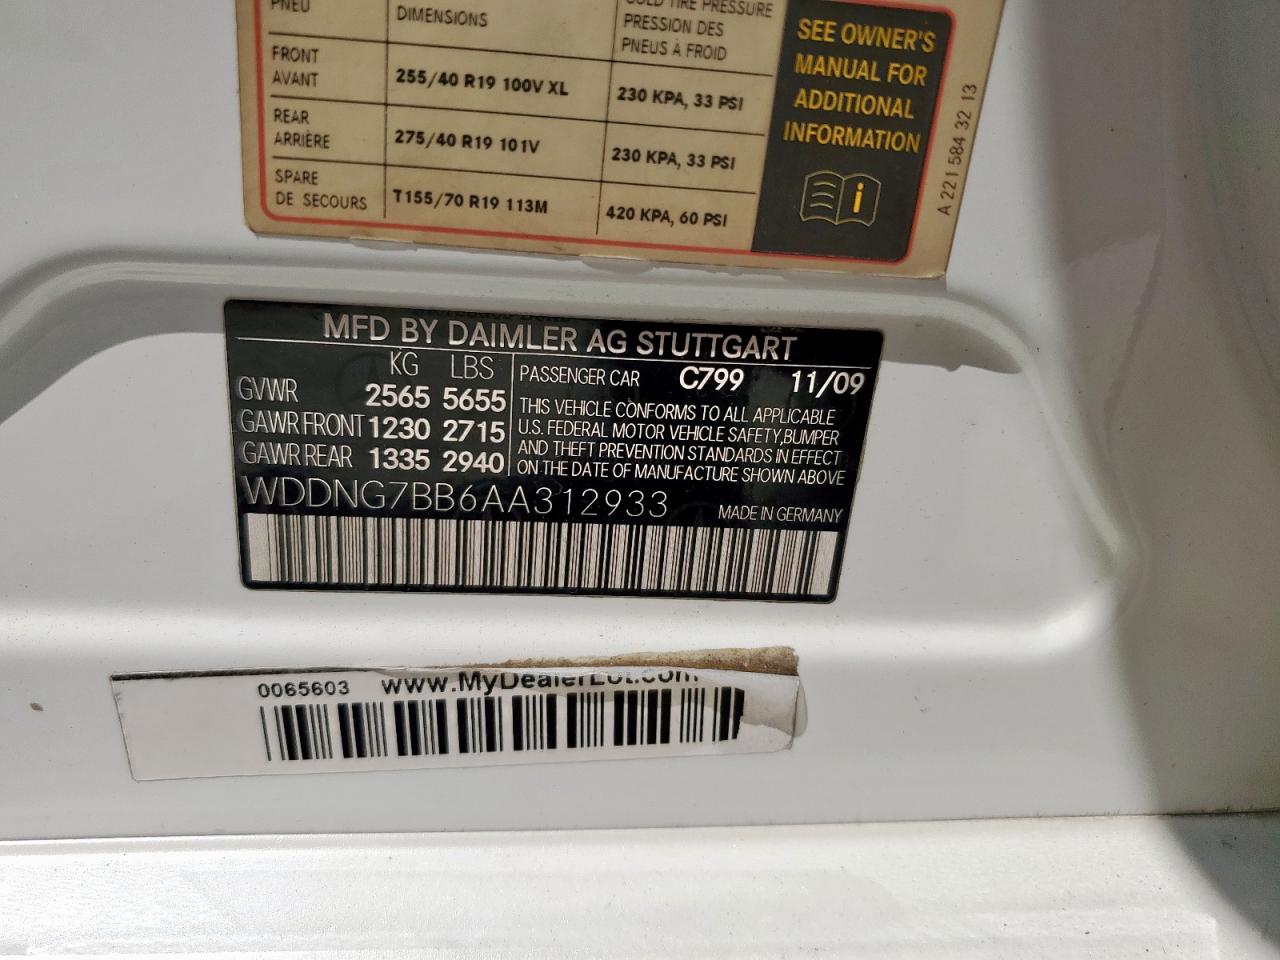 PNEU DIMENSIONS COLD TIRE PRESSURE
PRESSION DES
PNEUS À FROID
FRONT
AVANT 255/40 R19 100V XL 230 KPA, 33 PSI
REAR
ARRIÈRE 275/40 R19 101V 230 KPA, 33 PSI
SPARE
DE SECOURS T155/70 R19 113M 420 KPA, 60 PSI
SEE OWNER'S
MANUAL FOR
ADDITIONAL
INFORMATION
i
A 221 584 32 13
MFD BY DAIMLER AG STUTTGART
KG LBS
GVWR 2565 5655
GAWR FRONT 1230 2715
GAWR REAR 1335 2940
PASSENGER CAR C799 11/09
THIS VEHICLE CONFORMS TO ALL APPLICABLE
U.S. FEDERAL MOTOR VEHICLE SAFETY,BUMPER
AND THEFT PREVENTION STANDARDS IN EFFECT
ON THE DATE OF MANUFACTURE SHOWN ABOVE
WDDNG7BB6AA312933 MADE IN GERMANY
0065603 www.MyDealerLot.com